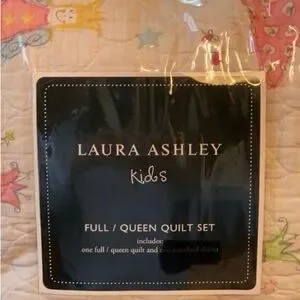 LAURA ASHLEY
Kids
FULL / QUEEN QUILT SET
includes:
one full / queen quilt and